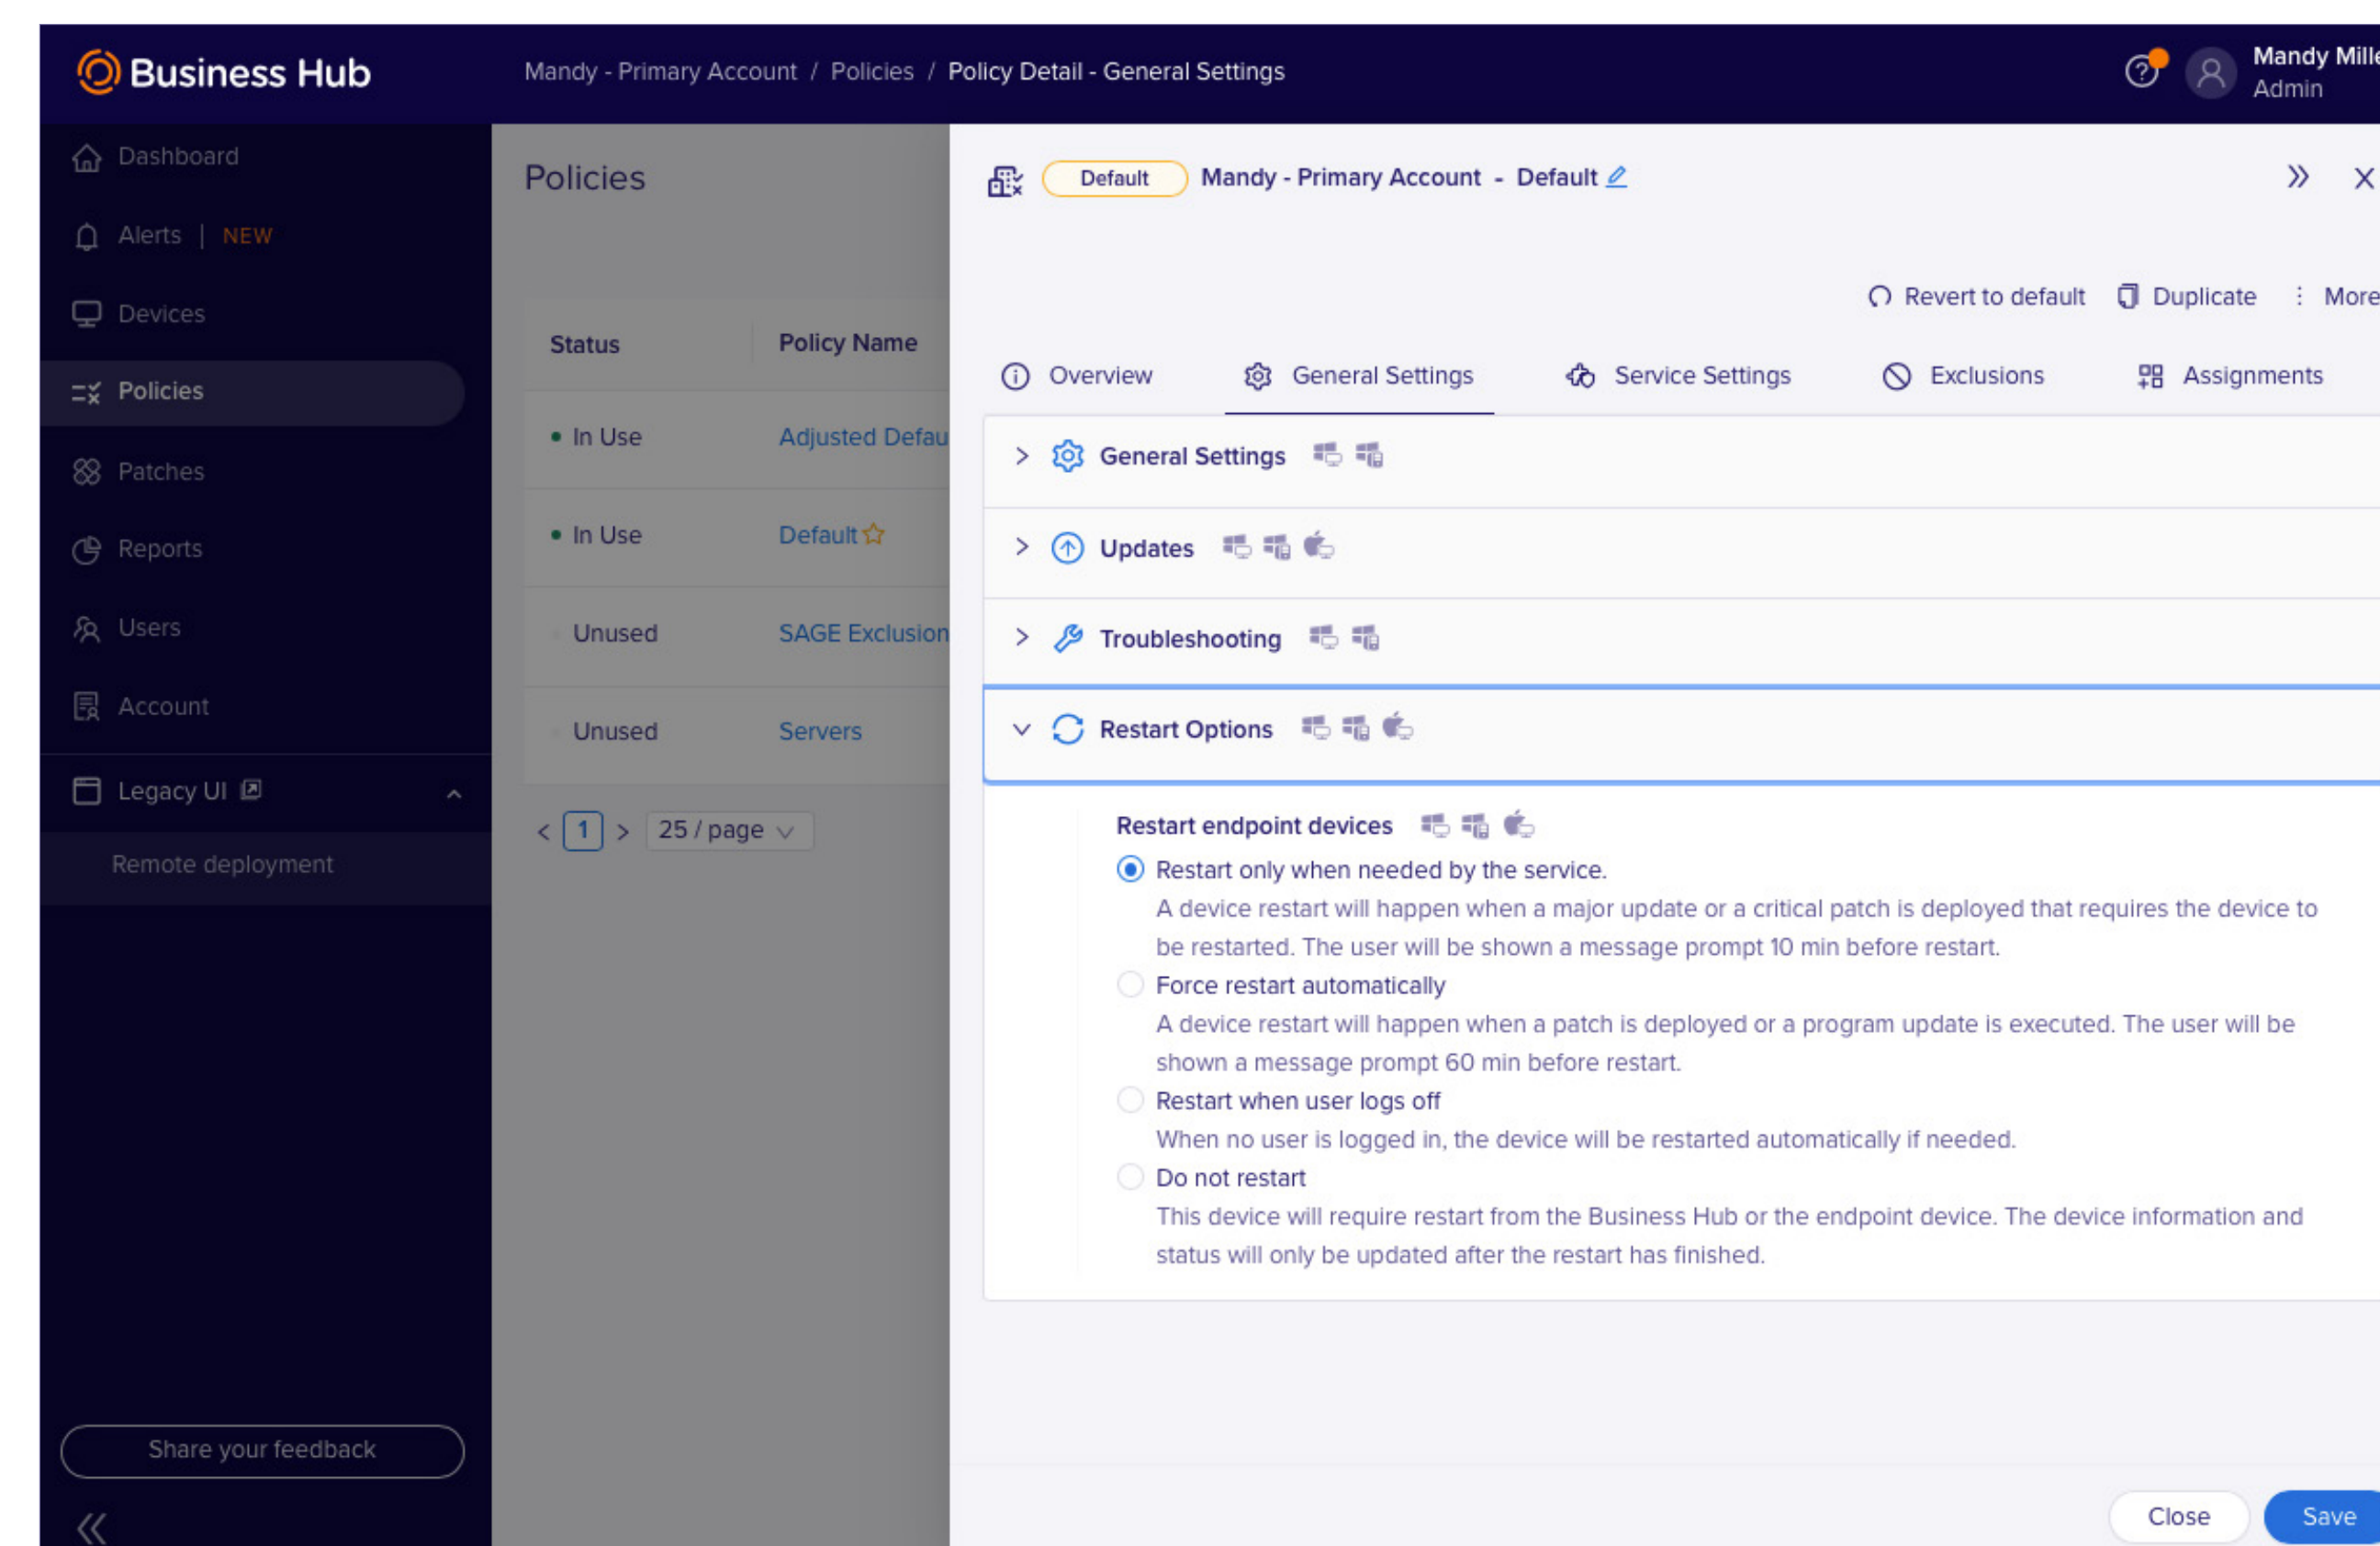 Business Hub
Mandy - Primary Account / Policies / Policy Detail - General Settings
Mandy Mille
Admin
Dashboard
Alerts | NEW
Devices
Policies
Patches
Reports
Users
Account
Legacy UI
Remote deployment
Share your feedback
Policies
Status Policy Name
In Use Adjusted Defau
In Use Default
Unused SAGE Exclusion
Unused Servers
< 1 > 25 / page
Default Mandy - Primary Account - Default
Revert to default Duplicate More
Overview General Settings Service Settings Exclusions Assignments
General Settings
Updates
Troubleshooting
Restart Options
Restart endpoint devices
Restart only when needed by the service.
A device restart will happen when a major update or a critical patch is deployed that requires the device to
be restarted. The user will be shown a message prompt 10 min before restart.
Force restart automatically
A device restart will happen when a patch is deployed or a program update is executed. The user will be
shown a message prompt 60 min before restart.
Restart when user logs off
When no user is logged in, the device will be restarted automatically if needed.
Do not restart
This device will require restart from the Business Hub or the endpoint device. The device information and
status will only be updated after the restart has finished.
Close Save